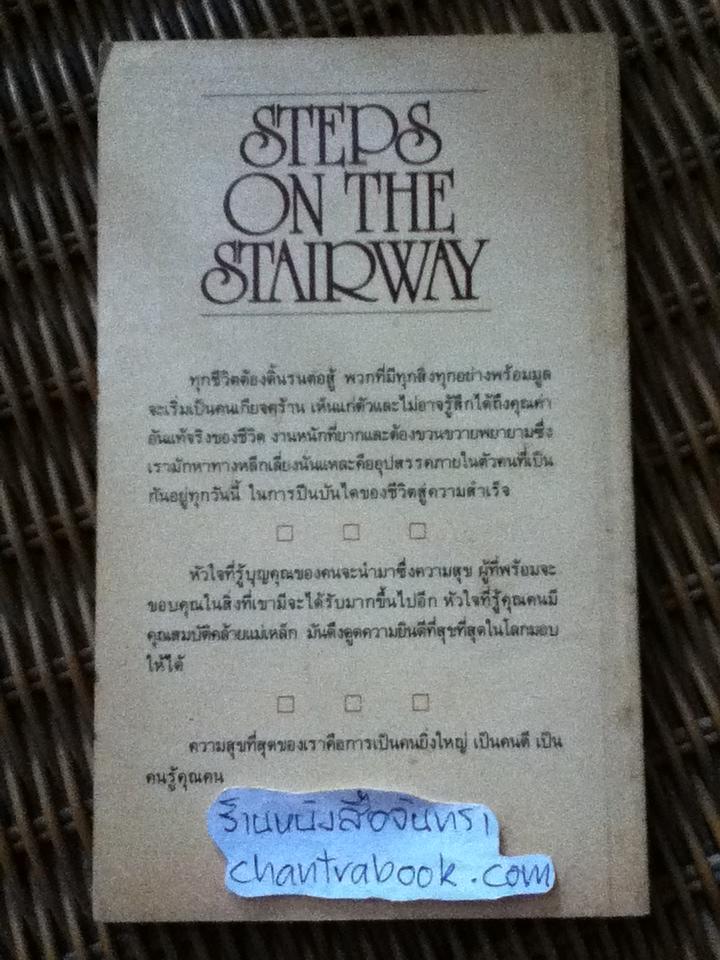 STEPS
ON THE
STAIRWAY
ทุกชีวิตต้องดิ้นรนต่อสู้ พวกที่มีทุกสิ่งทุกอย่างพร้อมมูล
จะเริ่มเป็นคนเกียจคร้าน เห็นแก่ตัวและไม่อาจรู้สึกได้ถึงคุณค่า
อันแท้จริงของชีวิต งานหนักที่ยากและต้องขวนขวายพยายามซึ่ง
เรามักหาทางหลีกเลี่ยงนั่นแหละคืออุปสรรคภายในตัวคนที่เป็น
กันอยู่ทุกวันนี้ ในการปีนบันไดของชีวิตสู่ความสำเร็จ
หัวใจที่รู้บุญคุณของคนจะนำมาซึ่งความสุข ผู้ที่พร้อมจะ
ขอบคุณในสิ่งที่เขามีจะได้รับมากขึ้นไปอีก หัวใจที่รู้คุณคนมี
คุณสมบัติคล้ายแม่เหล็ก มันดึงดูดความยินดีที่สุขที่สุดในโลกมอบ
ให้ได้
ความสุขที่สุดของเราคือการเป็นคนยิ่งใหญ่ เป็นคนดี เป็น
คนรู้คุณคน
ร้านหนังสือจันทรา
chantrabook.com